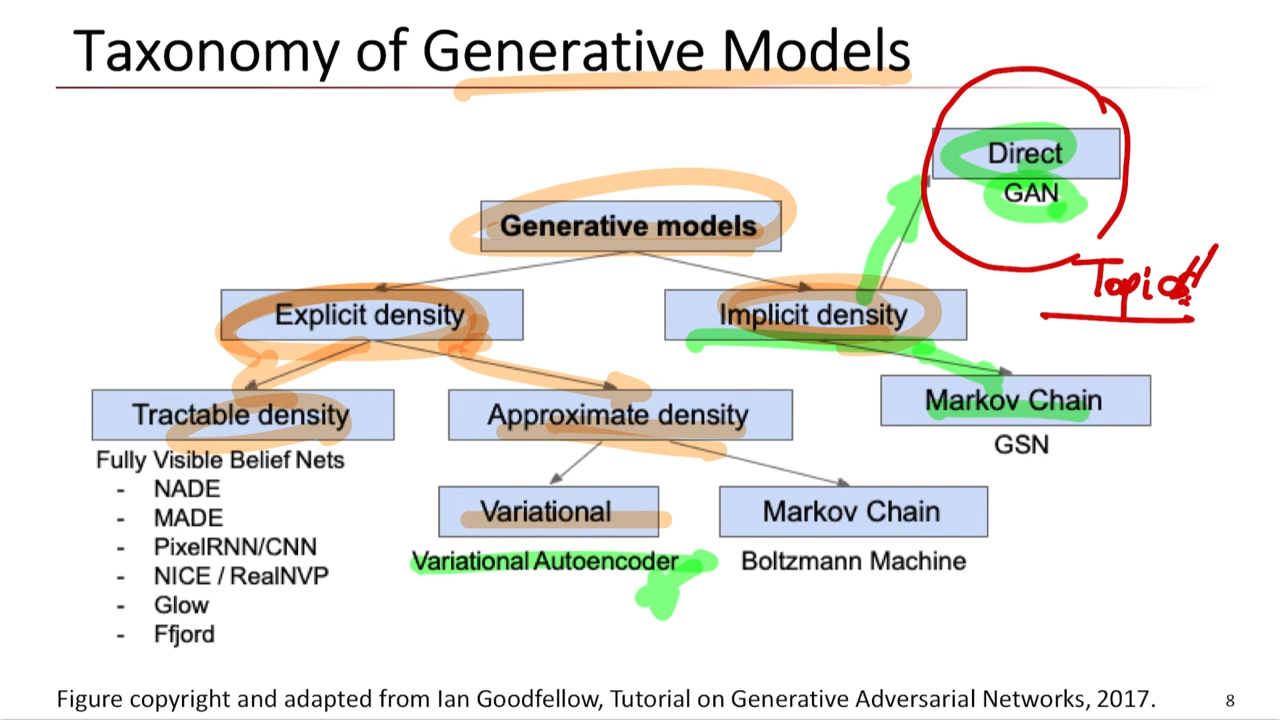 Taxonomy of Generative Models
Direct
GAN
Generative models
Topic!!
Explicit density
Implicit density
Tractable density
Approximate density
Markov Chain
GSN
Fully Visible Belief Nets
- NADE
- MADE
- PixelRNN/CNN
- NICE / RealNVP
- Glow
- Ffjord
Variational
Markov Chain
Variational Autoencoder
Boltzmann Machine
Figure copyright and adapted from Ian Goodfellow, Tutorial on Generative Adversarial Networks, 2017.
8